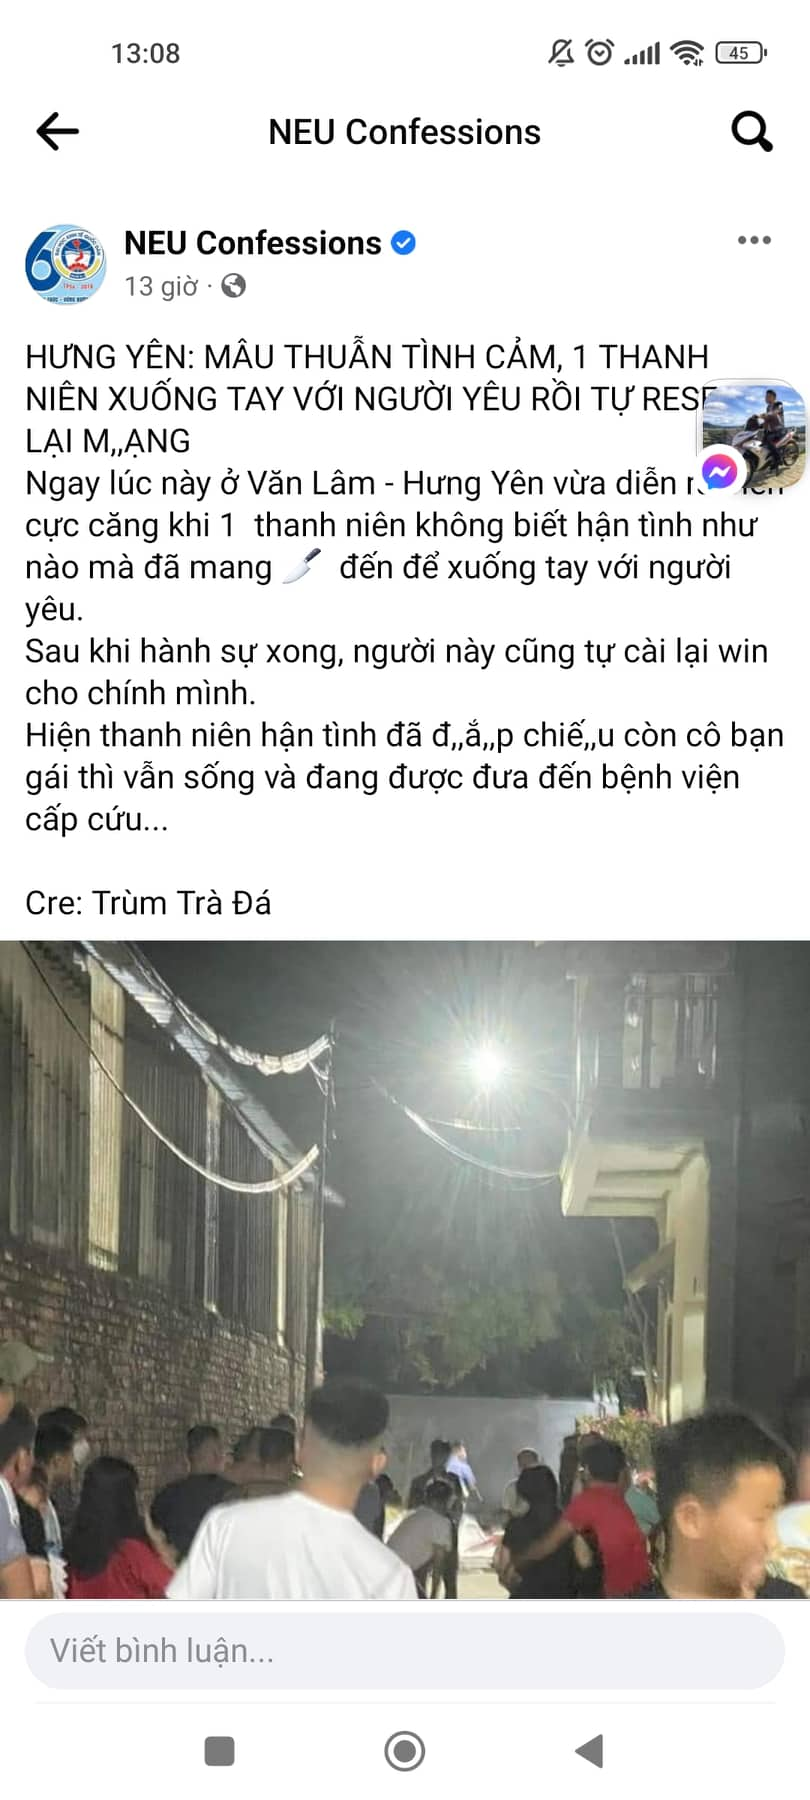 13:08
45
NEU Confessions
NEU Confessions
13 giờ ·
HƯNG YÊN: MÂU THUẪN TÌNH CẢM, 1 THANH
NIÊN XUỐNG TAY VỚI NGƯỜI YÊU RỒI TỰ
LẠI M,,ẠNG
Ngay lúc này ở Văn Lâm - Hưng Yên vừa diễn
cực căng khi 1 thanh niên không biết hận tình như
nào mà đã mang 🔪 đến để xuống tay với người
yêu.
Sau khi hành sự xong, người này cũng tự cài lại win
cho chính mình.
Hiện thanh niên hận tình đã đ,,ắ,,p chiế,,u còn cô bạn
gái thì vẫn sống và đang được đưa đến bệnh viện
cấp cứu...
Cre: Trùm Trà Đá
Viết bình luận...